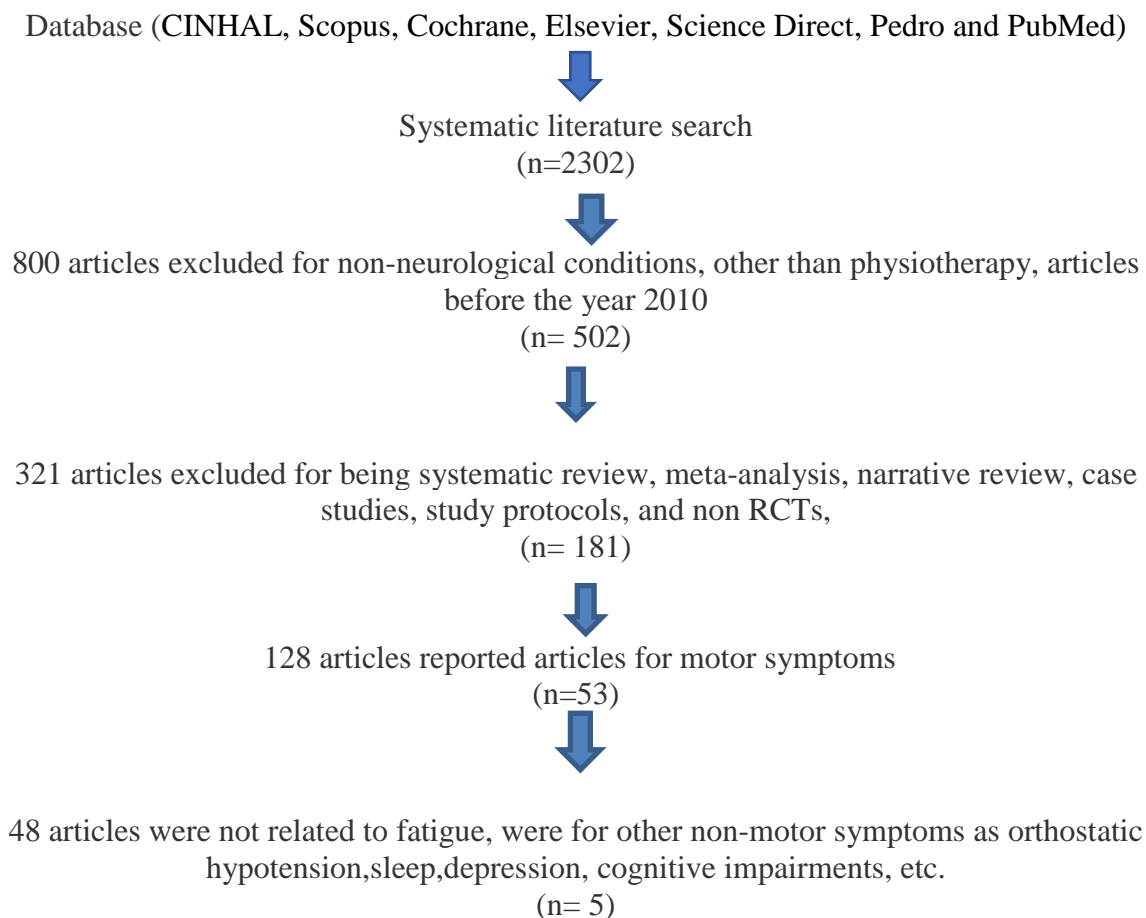 Database (CINHAL, Scopus, Cochrane, Elsevier, Science Direct, Pedro and PubMed)
Systematic literature search
(n=2302)
800 articles excluded for non-neurological conditions, other than physiotherapy, articles
before the year 2010
(n= 502)
321 articles excluded for being systematic review, meta-analysis, narrative review, case
studies, study protocols, and non RCTs,
(n= 181)
128 articles reported articles for motor symptoms
(n=53)
48 articles were not related to fatigue, were for other non-motor symptoms as orthostatic
hypotension,sleep,depression, cognitive impairments, etc.
(n= 5)